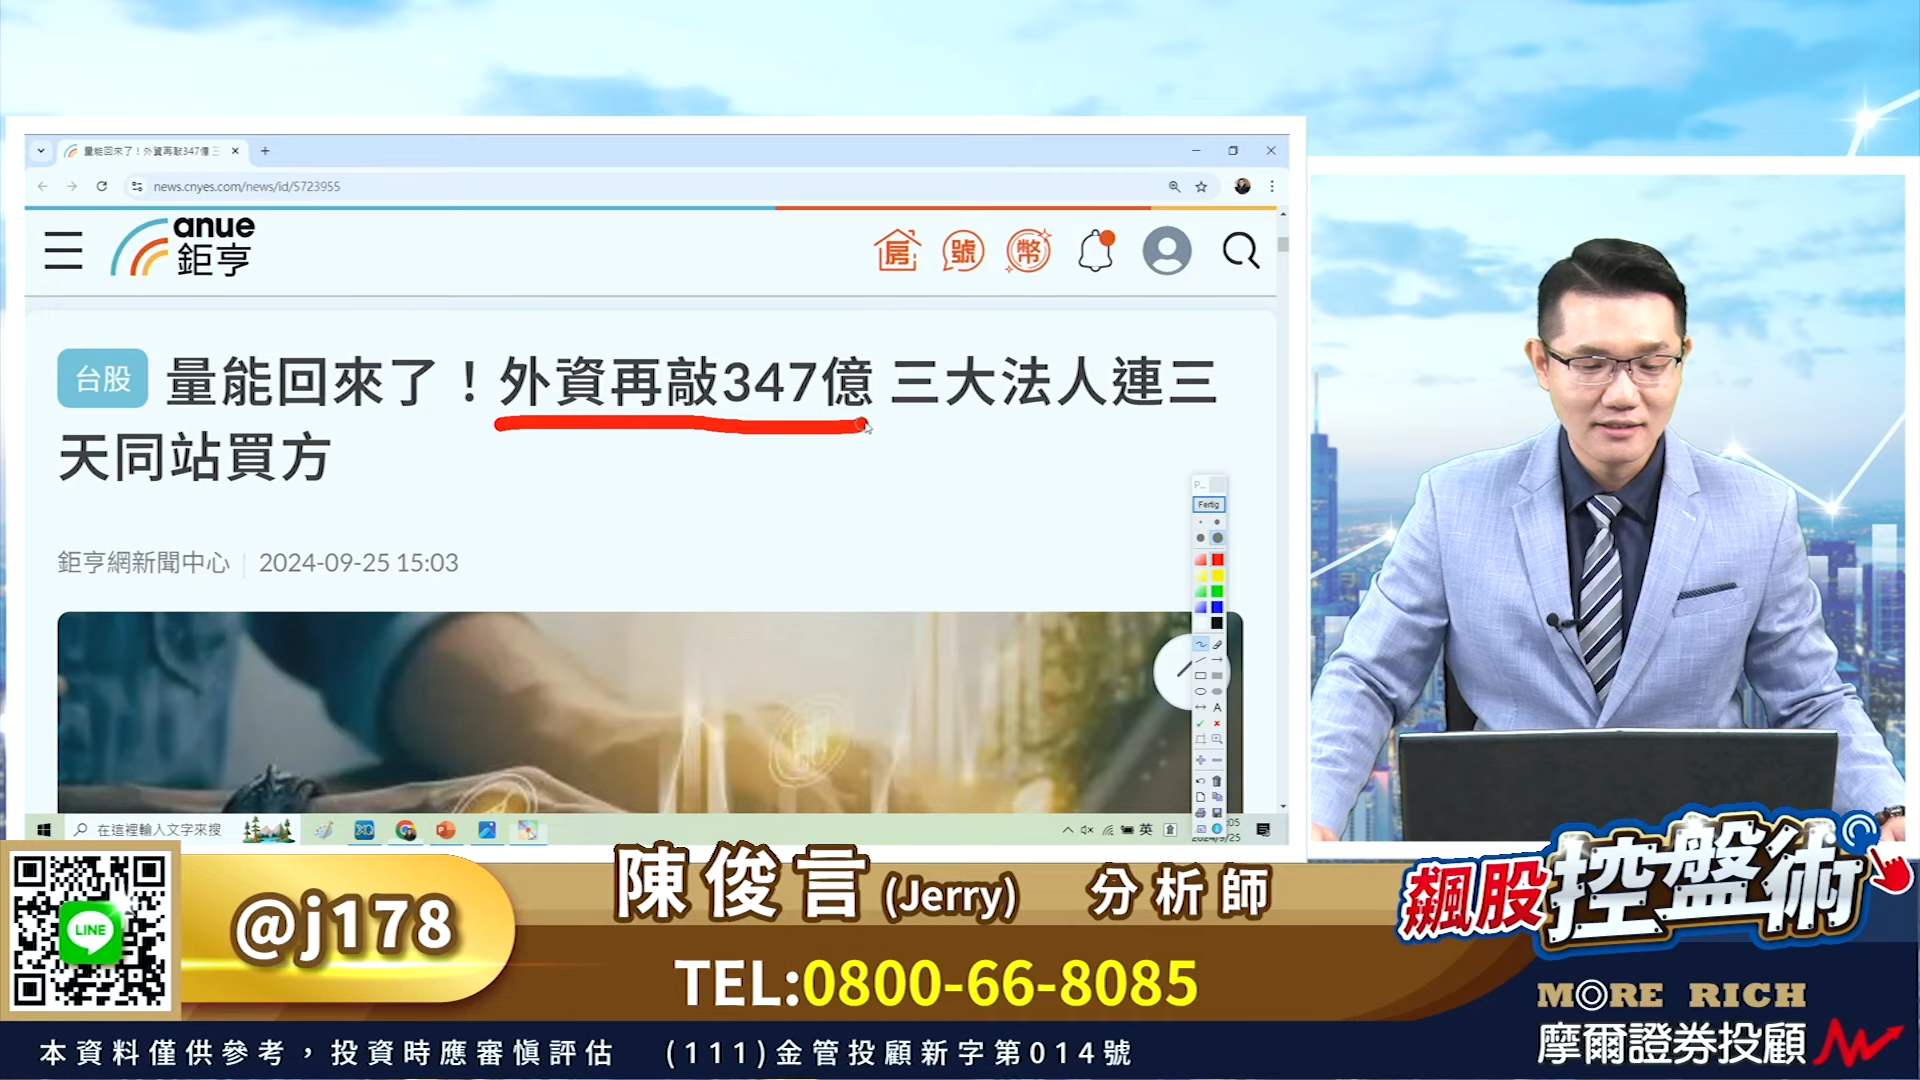 量能回來了！外資再敲347億 三
news.cnyes.com/news/id/5723955
anue
鉅亨
房 號 幣
台股 量能回來了！外資再敲347億 三大法人連三
天同站買方
鉅亨網新聞中心 | 2024-09-25 15:03
P...
Fertig
A
在這裡輸入文字來搜
XQ
英
2024/9/25
LINE
@j178
陳俊言 (Jerry) 分析師
TEL:0800-66-8085
飆股控盤術
MORE RICH
摩爾證券投顧
本資料僅供參考，投資時應審慎評估 (111)金管投顧新字第014號